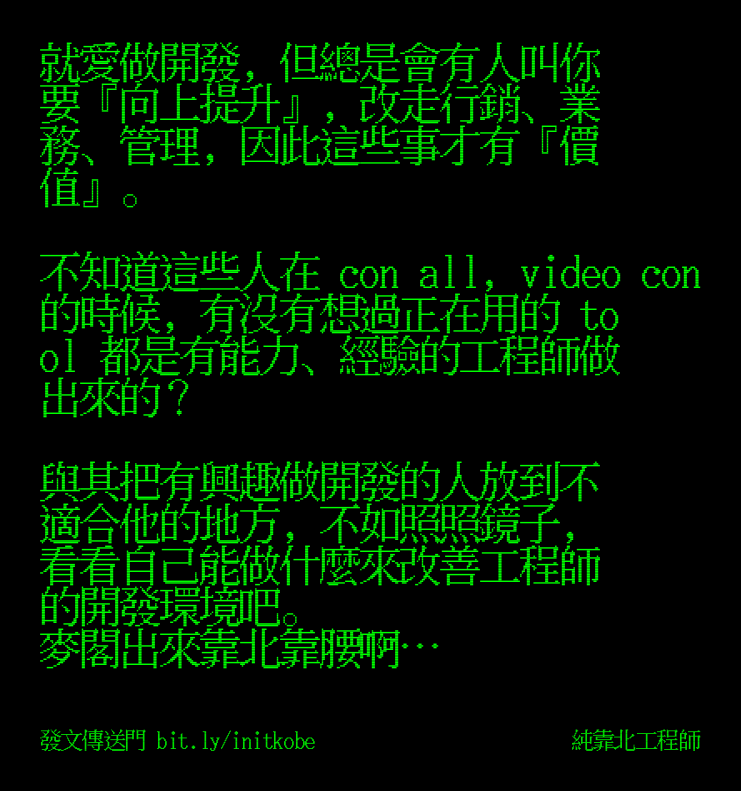 就愛做開發, 但總是會有人叫你
要『向上提升』, 改走行銷、業
務、管理, 因此這些事才有『價
值』。
不知道這些人在 con all, video con
的時候, 有沒有想過正在用的 to
ol 都是有能力、經驗的工程師做
出來的？
與其把有興趣做開發的人放到不
適合他的地方, 不如照照鏡子,
看看自己能做什麼來改善工程師
的開發環境吧。
麥閣出來靠北靠腰啊…
發文傳送門 bit.ly/initkobe
純靠北工程師